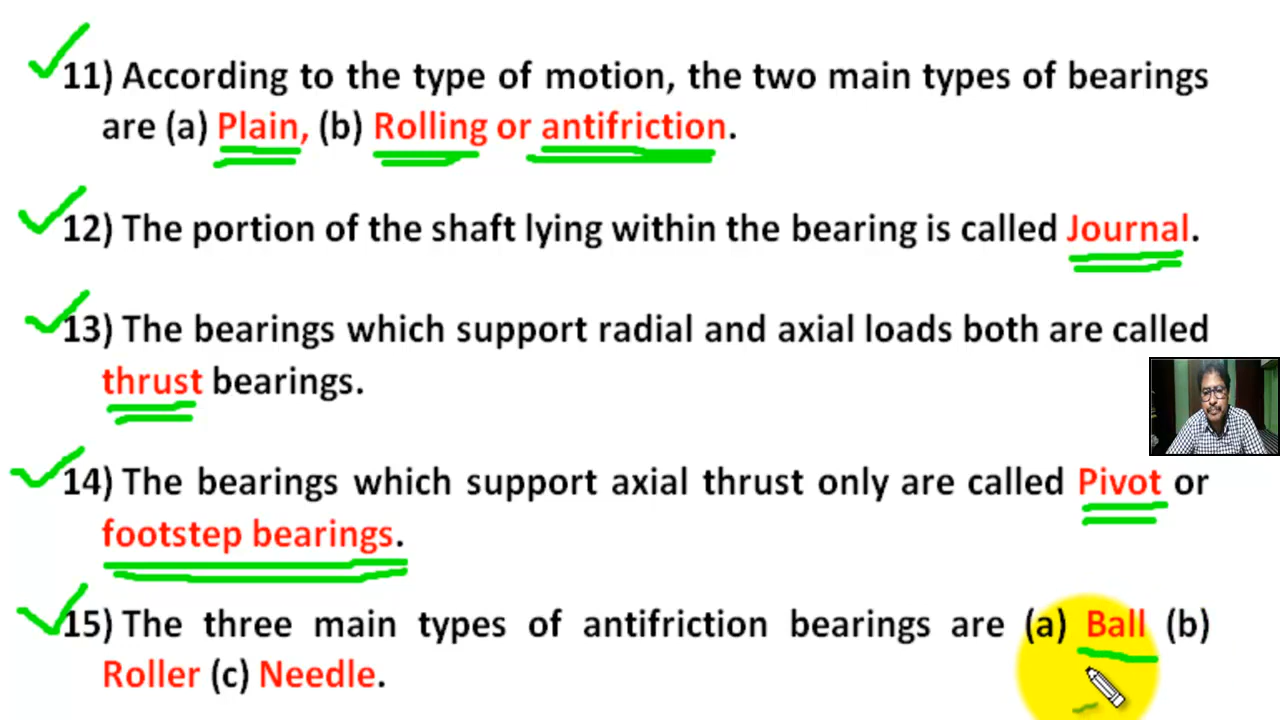 11) According to the type of motion, the two main types of bearings
are (a) Plain, (b) Rolling or antifriction.
12) The portion of the shaft lying within the bearing is called Journal.
13) The bearings which support radial and axial loads both are called
thrust bearings.
14) The bearings which support axial thrust only are called Pivot or
footstep bearings.
15) The three main types of antifriction bearings are (a) Ball (b)
Roller (c) Needle.